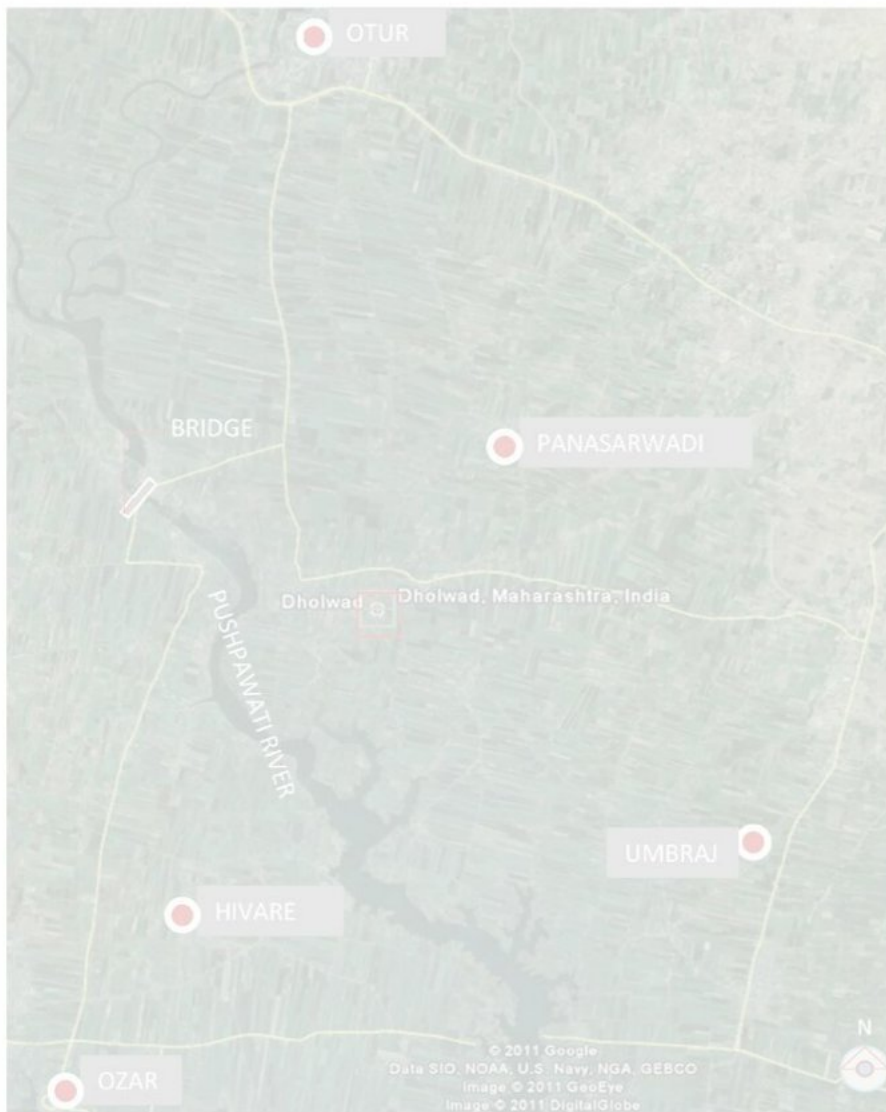 OTUR
BRIDGE
PANASARWADI
Dholwad
Dholwad, Maharashtra, India
PUSHPAWATI RIVER
UMBRAJ
HIVARE
N
© 2011 Google
Data SIO, NOAA, U.S. Navy, NGA, GEBCO
Image © 2011 GeoEye
Image © 2011 DigitalGlobe
OZAR